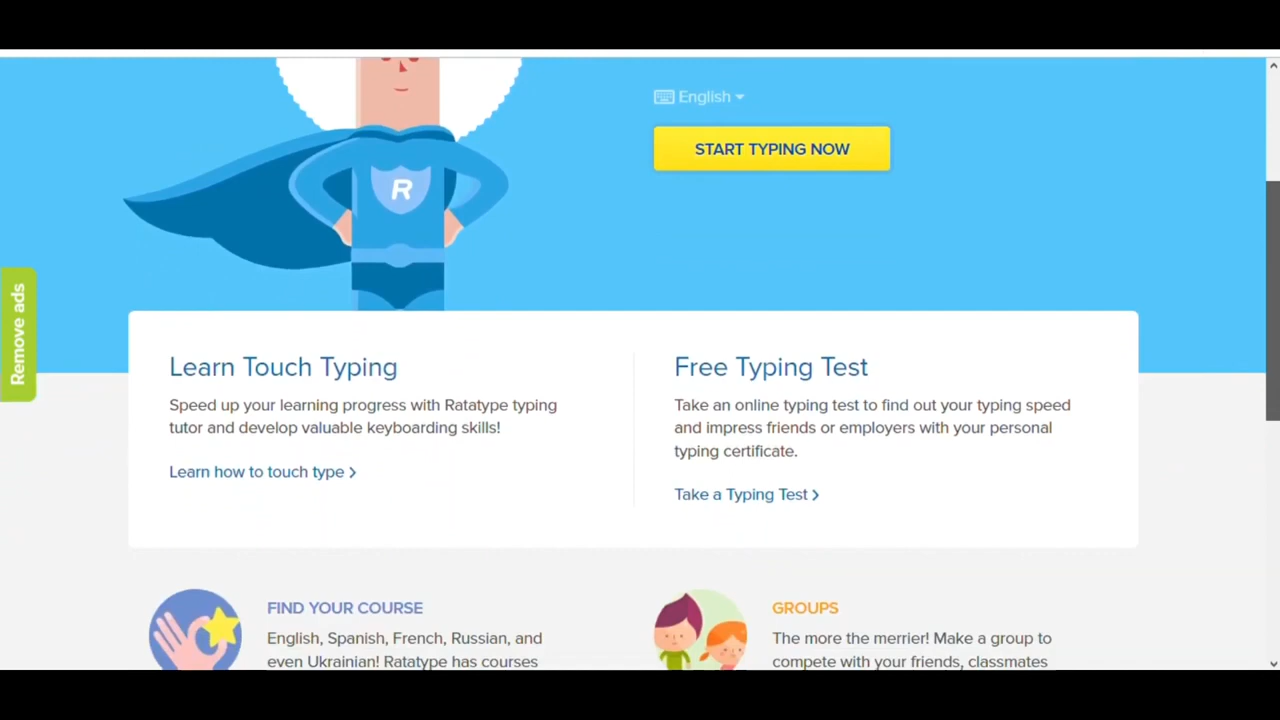 English
START TYPING NOW
R
Remove ads
Learn Touch Typing
Speed up your learning progress with Ratatype typing
tutor and develop valuable keyboarding skills!
Learn how to touch type
Free Typing Test
Take an online typing test to find out your typing speed
and impress friends or employers with your personal
typing certificate.
Take a Typing Test
FIND YOUR COURSE
English, Spanish, French, Russian, and
even Ukrainian! Ratatype has courses
GROUPS
The more the merrier! Make a group to
compete with your friends, classmates